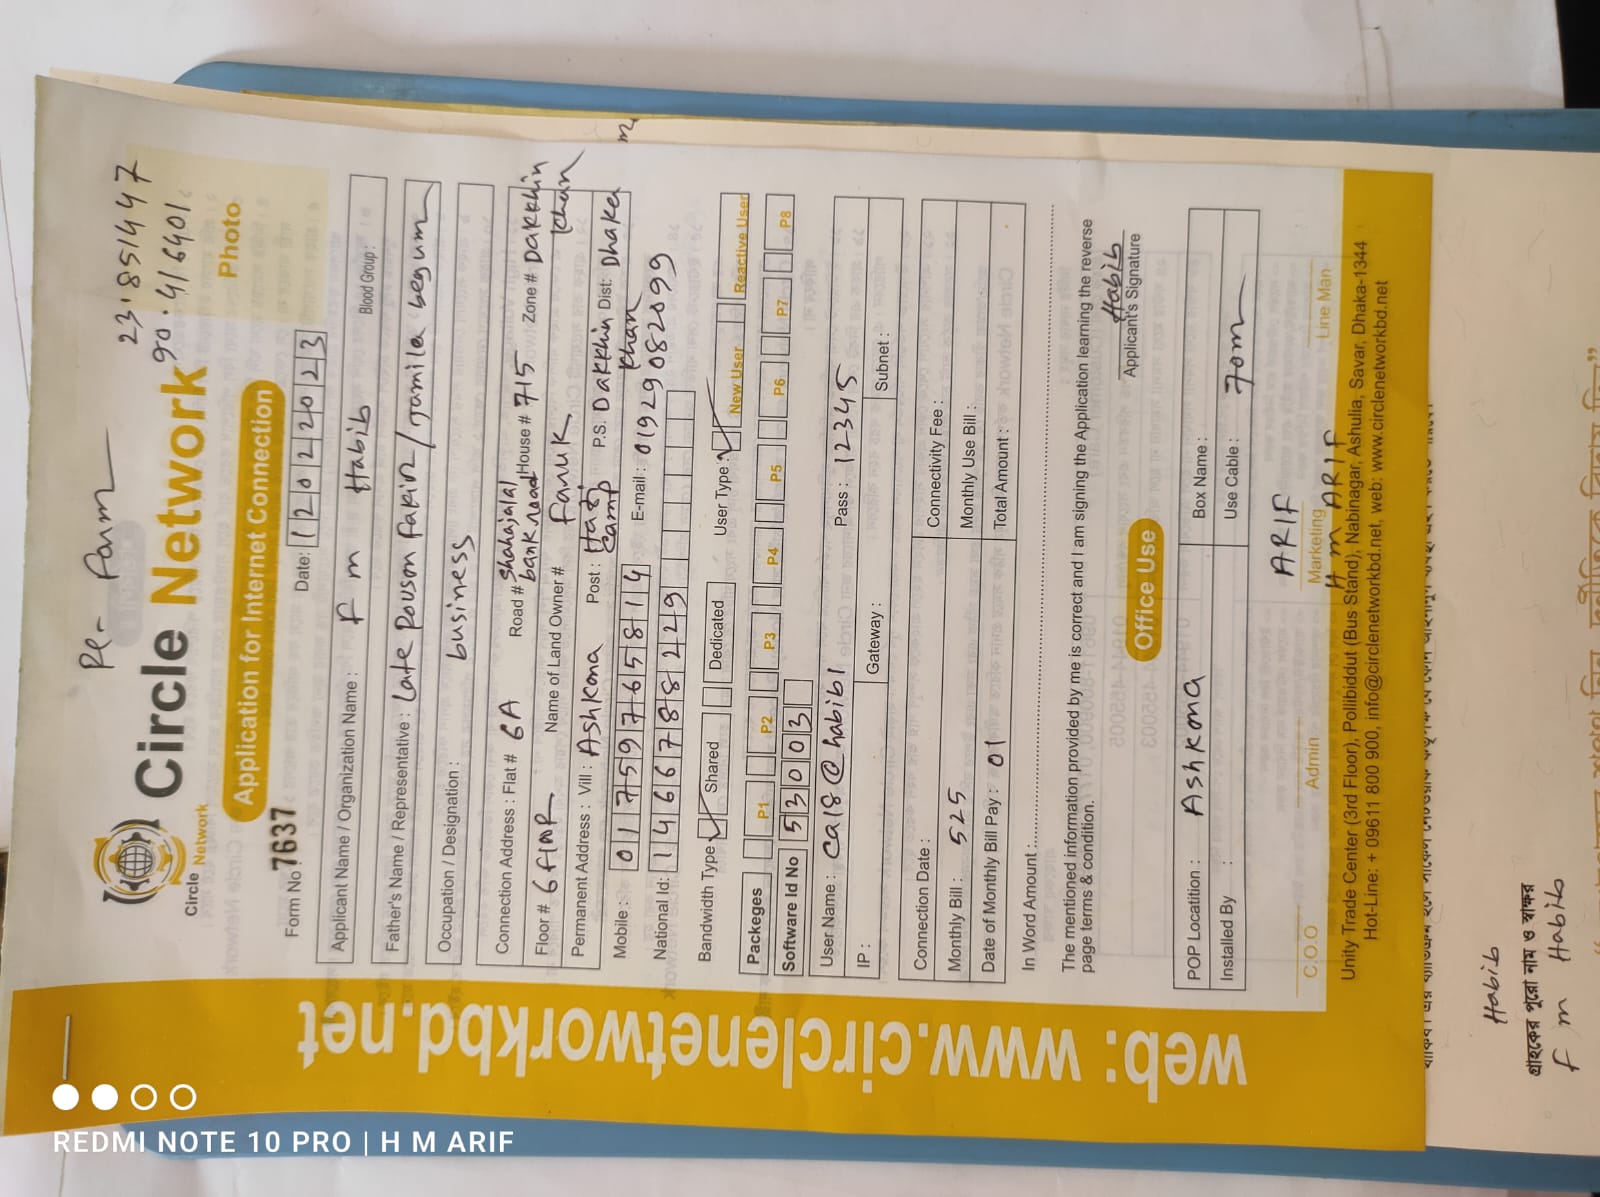 Re- Form
23.851447
90.416401
Circle Network
Circle Network
Photo
Application for Internet Connection
Form No: 7637
Date: 12022023
Applicant Name / Organization Name : F m Habib Blood Group :
Father's Name / Representative : Late Rouson fakir / Jamila begum
Occupation / Designation : business
Connection Address : Flat # 6A Road # Shahajalal bank road House # 715 Zone # Dakkhin khan
Floor # 6 floor Name of Land Owner # Faruk
Permanent Address : Vill : Ashkona Post : Hazi Camp P.S. Dakkhin khan Dist: Dhaka
Mobile : 01759765814 E-mail : 01929082099
National Id: 1466788229
Bandwidth Type : Shared Dedicated User Type : New User Reactive User
Packeges P1 P2 P3 P4 P5 P6 P7 P8
Software Id No 53003
User Name : ca18@habib1 Pass : 12345
IP : Gateway : Subnet :
Connection Date : Connectivity Fee :
Monthly Bill : 525 Monthly Use Bill :
Date of Monthly Bill Pay : 01 Total Amount :
In Word Amount :
The mentioned information provided by me is correct and I am signing the Application learning the reverse
page terms & condition.
Habib
Applicant's Signature
Office Use
POP Location : Ashkona Box Name :
Installed By : Use Cable : 70m
ARIF
C.O.O Admin Marketing Line Man
H m ARIF
Unity Trade Center (3rd Floor), Pollibiddut (Bus Stand), Nabinagar, Ashulia, Savar, Dhaka-1344
Hot-Line: + 09611 800 900, info@circlenetworkbd.net, web: www.circlenetworkbd.net
web: www.circlenetworkbd.net
Habib
গ্রাহকের পুরো নাম ও স্বাক্ষর
F m Habib
REDMI NOTE 10 PRO | H M ARIF